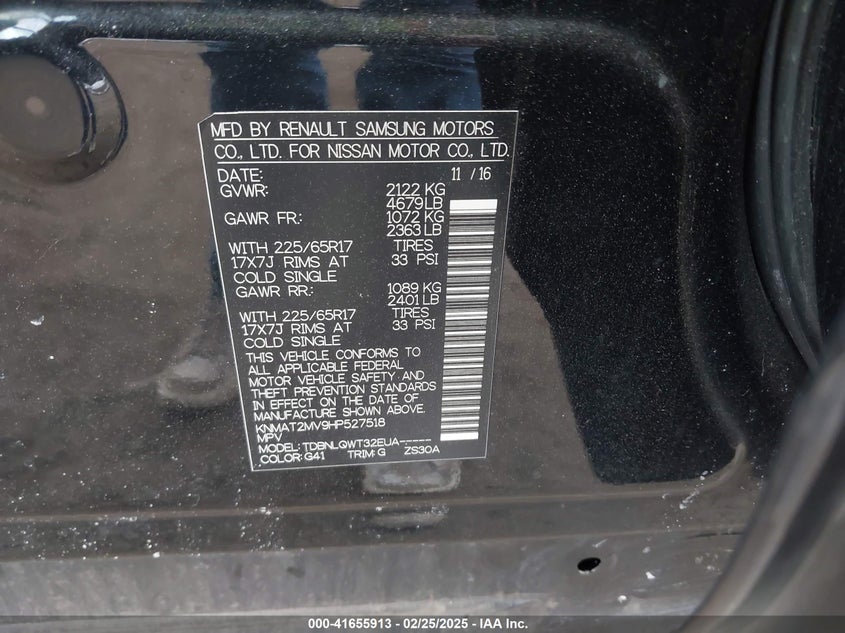 MFD BY RENAULT SAMSUNG MOTORS
CO., LTD. FOR NISSAN MOTOR CO., LTD.
DATE: 11 / 16
GVWR: 2122 KG
4679 LB
GAWR FR.: 1072 KG
2363 LB
WITH 225/65R17 TIRES
17X7J RIMS AT 33 PSI
COLD SINGLE
GAWR RR.: 1089 KG
2401 LB
WITH 225/65R17 TIRES
17X7J RIMS AT 33 PSI
COLD SINGLE
THIS VEHICLE CONFORMS TO
ALL APPLICABLE FEDERAL
MOTOR VEHICLE SAFETY AND
THEFT PREVENTION STANDARDS
IN EFFECT ON THE DATE OF
MANUFACTURE SHOWN ABOVE.
KNMAT2MV9HP527518
MPV
MODEL: TDBNLQWT32EUA-----
COLOR: G41 TRIM: G ZS30A
000-41655913 - 02/25/2025 - IAA Inc.